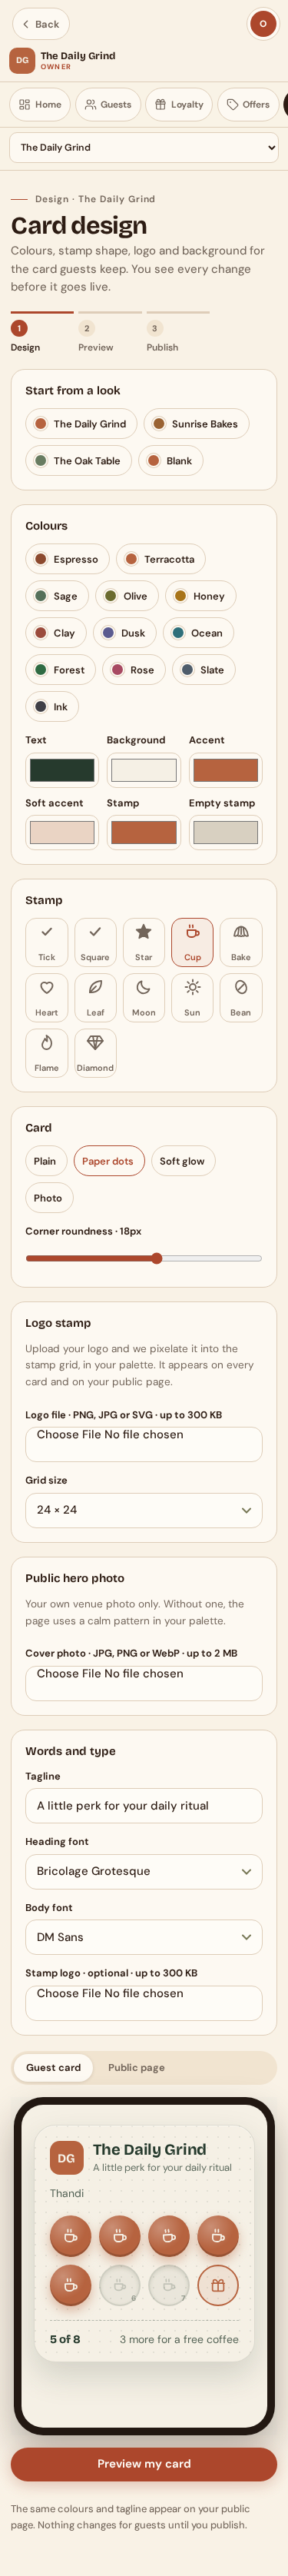 Back
O
DG
The Daily Grind
OWNER
Home
Guests
Loyalty
Offers
The Daily Grind
Design · The Daily Grind
Card design
Colours, stamp shape, logo and background for
the card guests keep. You see every change
before it goes live.
1
2
3
Design
Preview
Publish
Start from a look
The Daily Grind
Sunrise Bakes
The Oak Table
Blank
Colours
Espresso
Terracotta
Sage
Olive
Honey
Clay
Dusk
Ocean
Forest
Rose
Slate
Ink
Text
Background
Accent
Soft accent
Stamp
Empty stamp
Stamp
Tick
Square
Star
Cup
Bake
Heart
Leaf
Moon
Sun
Bean
Flame
Diamond
Card
Plain
Paper dots
Soft glow
Photo
Corner roundness · 18px
Logo stamp
Upload your logo and we pixelate it into the
stamp grid, in your palette. It appears on every
card and on your public page.
Logo file · PNG, JPG or SVG · up to 300 KB
Choose File No file chosen
Grid size
24 × 24
Public hero photo
Your own venue photo only. Without one, the
page uses a calm pattern in your palette.
Cover photo · JPG, PNG or WebP · up to 2 MB
Choose File No file chosen
Words and type
Tagline
A little perk for your daily ritual
Heading font
Bricolage Grotesque
Body font
DM Sans
Stamp logo · optional · up to 300 KB
Choose File No file chosen
Guest card
Public page
DG
The Daily Grind
A little perk for your daily ritual
Thandi
6
7
5 of 8
3 more for a free coffee
Preview my card
The same colours and tagline appear on your public
page. Nothing changes for guests until you publish.